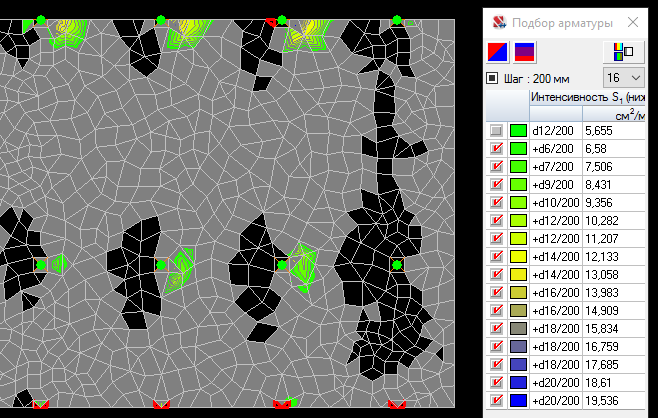 Подбор арматуры
Шаг : 200 мм
16
Интенсивность S1 (ниж
см2/м
d12/200 5,655
+d6/200 6,58
+d7/200 7,506
+d9/200 8,431
+d10/200 9,356
+d12/200 10,282
+d12/200 11,207
+d14/200 12,133
+d14/200 13,058
+d16/200 13,983
+d16/200 14,909
+d18/200 15,834
+d18/200 16,759
+d18/200 17,685
+d20/200 18,61
+d20/200 19,536